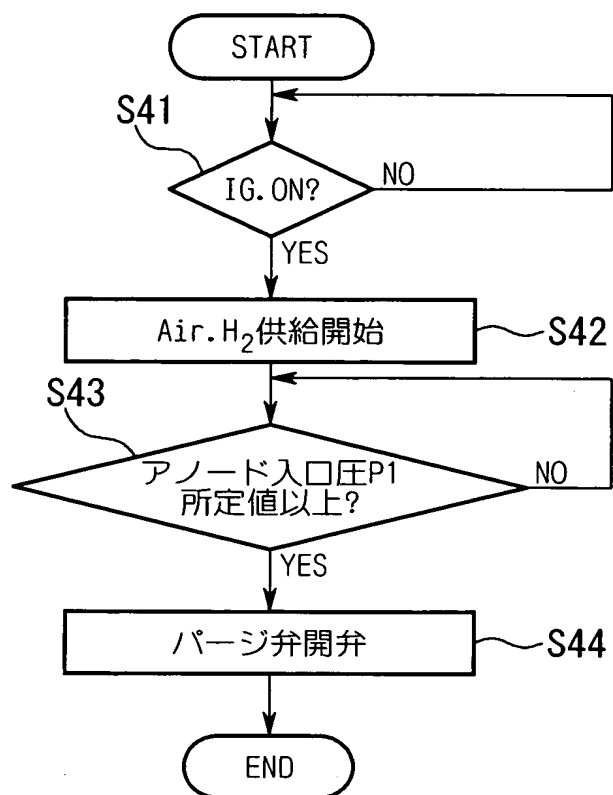 START
S41
IG.ON?
NO
YES
Air.H₂供給開始
S42
S43
アノード入口圧P1
所定値以上?
NO
YES
パージ弁開弁
S44
END